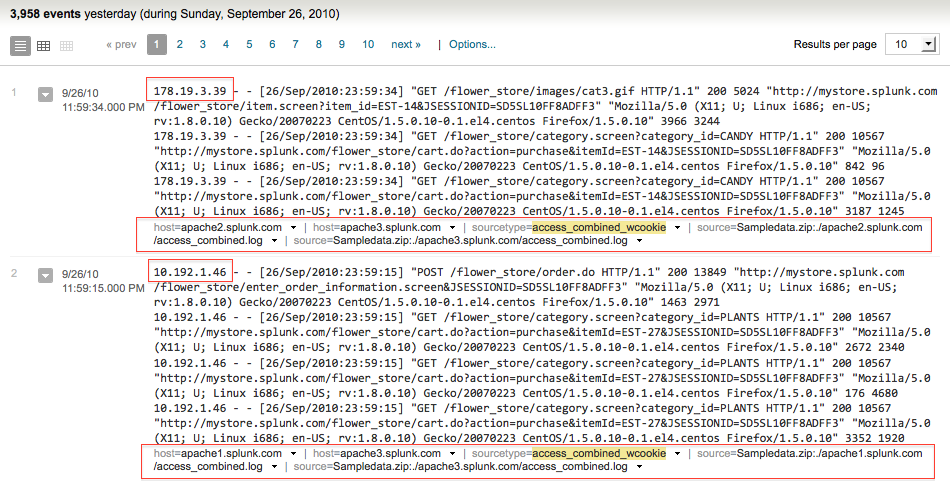 3,958 events yesterday (during Sunday, September 26, 2010)
« prev 1 2 3 4 5 6 7 8 9 10 next » | Options... Results per page 10
1 9/26/10 178.19.3.39 - - [26/Sep/2010:23:59:34] "GET /flower_store/images/cat3.gif HTTP/1.1" 200 5024 "http://mystore.splunk.com
11:59:34.000 PM /flower_store/item.screen?item_id=EST-14&JSESSIONID=SD5SL10FF8ADFF3" "Mozilla/5.0 (X11; U; Linux i686; en-US;
rv:1.8.0.10) Gecko/20070223 CentOS/1.5.0.10-0.1.el4.centos Firefox/1.5.0.10" 3966 3244
178.19.3.39 - - [26/Sep/2010:23:59:34] "GET /flower_store/category.screen?category_id=CANDY HTTP/1.1" 200 10567
"http://mystore.splunk.com/flower_store/cart.do?action=purchase&itemId=EST-14&JSESSIONID=SD5SL10FF8ADFF3" "Mozilla/5.0
(X11; U; Linux i686; en-US; rv:1.8.0.10) Gecko/20070223 CentOS/1.5.0.10-0.1.el4.centos Firefox/1.5.0.10" 842 96
178.19.3.39 - - [26/Sep/2010:23:59:34] "GET /flower_store/category.screen?category_id=CANDY HTTP/1.1" 200 10567
"http://mystore.splunk.com/flower_store/cart.do?action=purchase&itemId=EST-14&JSESSIONID=SD5SL10FF8ADFF3" "Mozilla/5.0
(X11; U; Linux i686; en-US; rv:1.8.0.10) Gecko/20070223 CentOS/1.5.0.10-0.1.el4.centos Firefox/1.5.0.10" 3187 1245
host=apache2.splunk.com | host=apache3.splunk.com | sourcetype=access_combined_wcookie | source=Sampledata.zip:./apache2.splunk.com
/access_combined.log | source=Sampledata.zip:./apache3.splunk.com/access_combined.log
2 9/26/10 10.192.1.46 - - [26/Sep/2010:23:59:15] "POST /flower_store/order.do HTTP/1.1" 200 13849 "http://mystore.splunk.com
11:59:15.000 PM /flower_store/enter_order_information.screen&JSESSIONID=SD5SL10FF8ADFF3" "Mozilla/5.0 (X11; U; Linux i686; en-US;
rv:1.8.0.10) Gecko/20070223 CentOS/1.5.0.10-0.1.el4.centos Firefox/1.5.0.10" 1463 2971
10.192.1.46 - - [26/Sep/2010:23:59:15] "GET /flower_store/category.screen?category_id=PLANTS HTTP/1.1" 200 10567
"http://mystore.splunk.com/flower_store/cart.do?action=purchase&itemId=EST-27&JSESSIONID=SD5SL10FF8ADFF3" "Mozilla/5.0
(X11; U; Linux i686; en-US; rv:1.8.0.10) Gecko/20070223 CentOS/1.5.0.10-0.1.el4.centos Firefox/1.5.0.10" 2672 2340
10.192.1.46 - - [26/Sep/2010:23:59:15] "GET /flower_store/category.screen?category_id=PLANTS HTTP/1.1" 200 10567
"http://mystore.splunk.com/flower_store/cart.do?action=purchase&itemId=EST-27&JSESSIONID=SD5SL10FF8ADFF3" "Mozilla/5.0
(X11; U; Linux i686; en-US; rv:1.8.0.10) Gecko/20070223 CentOS/1.5.0.10-0.1.el4.centos Firefox/1.5.0.10" 176 4680
10.192.1.46 - - [26/Sep/2010:23:59:15] "GET /flower_store/category.screen?category_id=PLANTS HTTP/1.1" 200 10567
"http://mystore.splunk.com/flower_store/cart.do?action=purchase&itemId=EST-27&JSESSIONID=SD5SL10FF8ADFF3" "Mozilla/5.0
(X11; U; Linux i686; en-US; rv:1.8.0.10) Gecko/20070223 CentOS/1.5.0.10-0.1.el4.centos Firefox/1.5.0.10" 3352 1920
host=apache1.splunk.com | host=apache3.splunk.com | sourcetype=access_combined_wcookie | source=Sampledata.zip:./apache1.splunk.com
/access_combined.log | source=Sampledata.zip:./apache3.splunk.com/access_combined.log